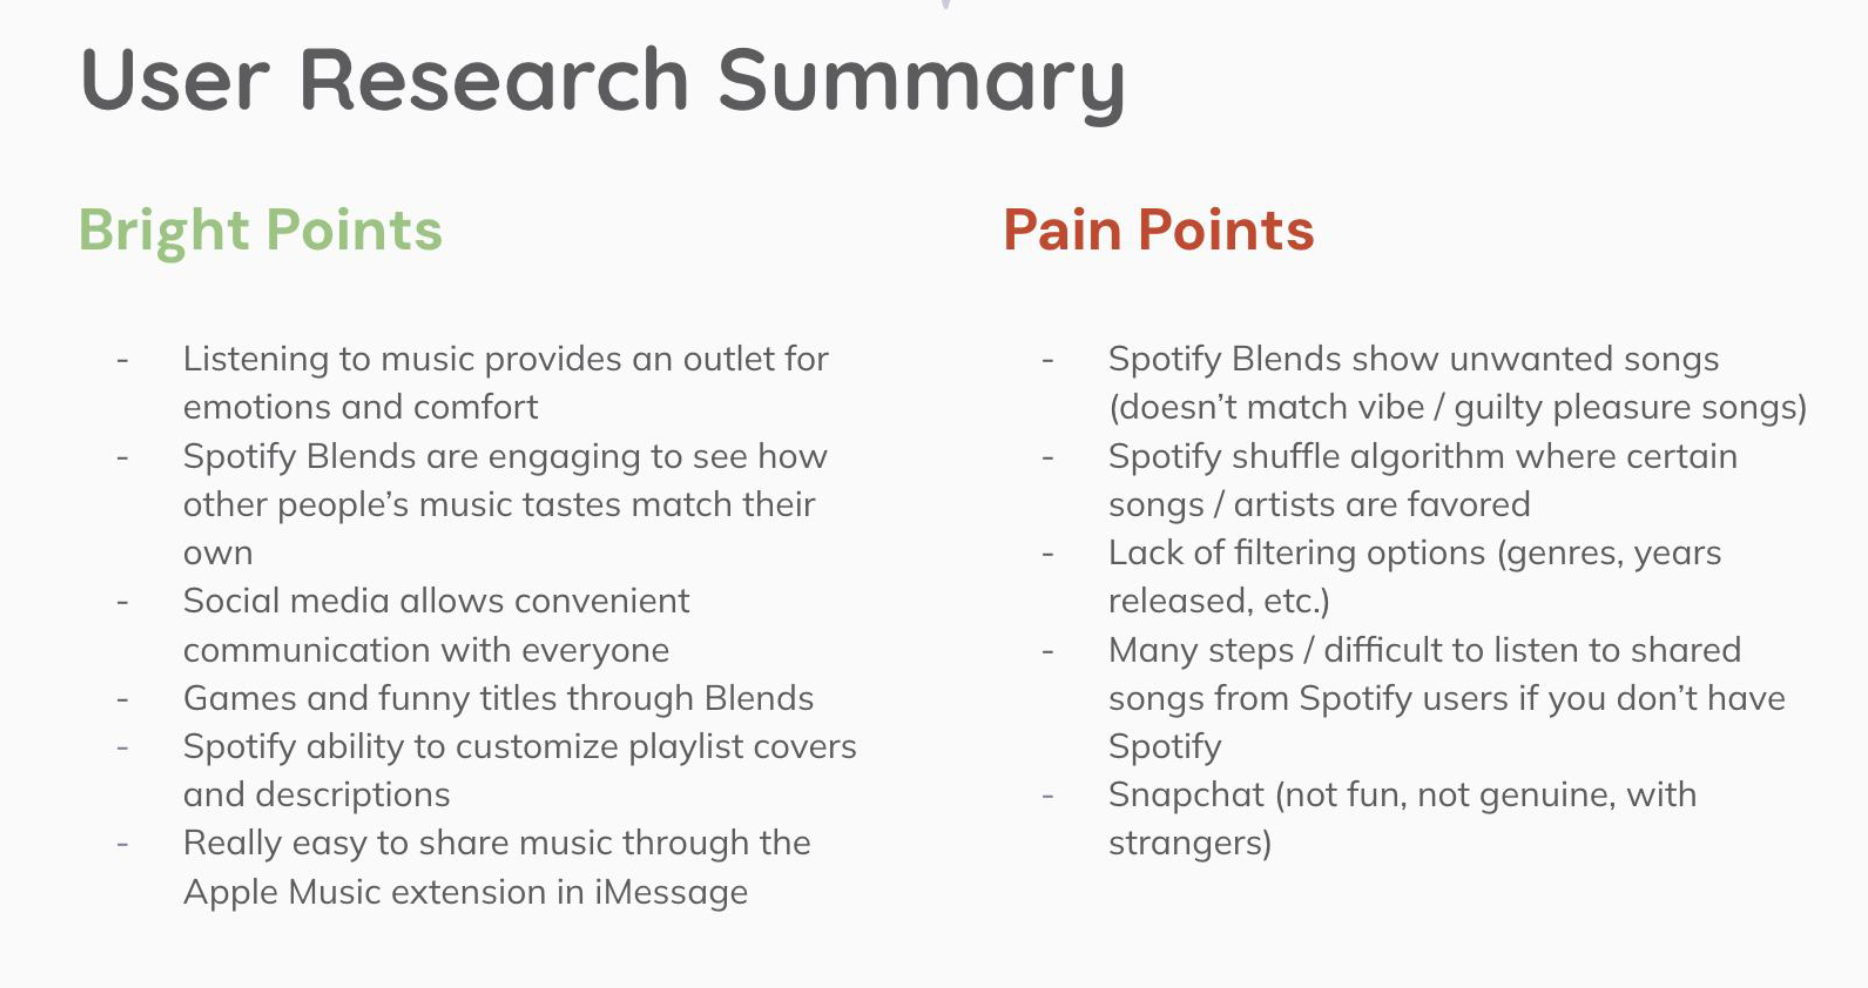 User Research Summary
Bright Points
- Listening to music provides an outlet for
emotions and comfort
- Spotify Blends are engaging to see how
other people’s music tastes match their
own
- Social media allows convenient
communication with everyone
- Games and funny titles through Blends
- Spotify ability to customize playlist covers
and descriptions
- Really easy to share music through the
Apple Music extension in iMessage
Pain Points
- Spotify Blends show unwanted songs
(doesn’t match vibe / guilty pleasure songs)
- Spotify shuffle algorithm where certain
songs / artists are favored
- Lack of filtering options (genres, years
released, etc.)
- Many steps / difficult to listen to shared
songs from Spotify users if you don’t have
Spotify
- Snapchat (not fun, not genuine, with
strangers)